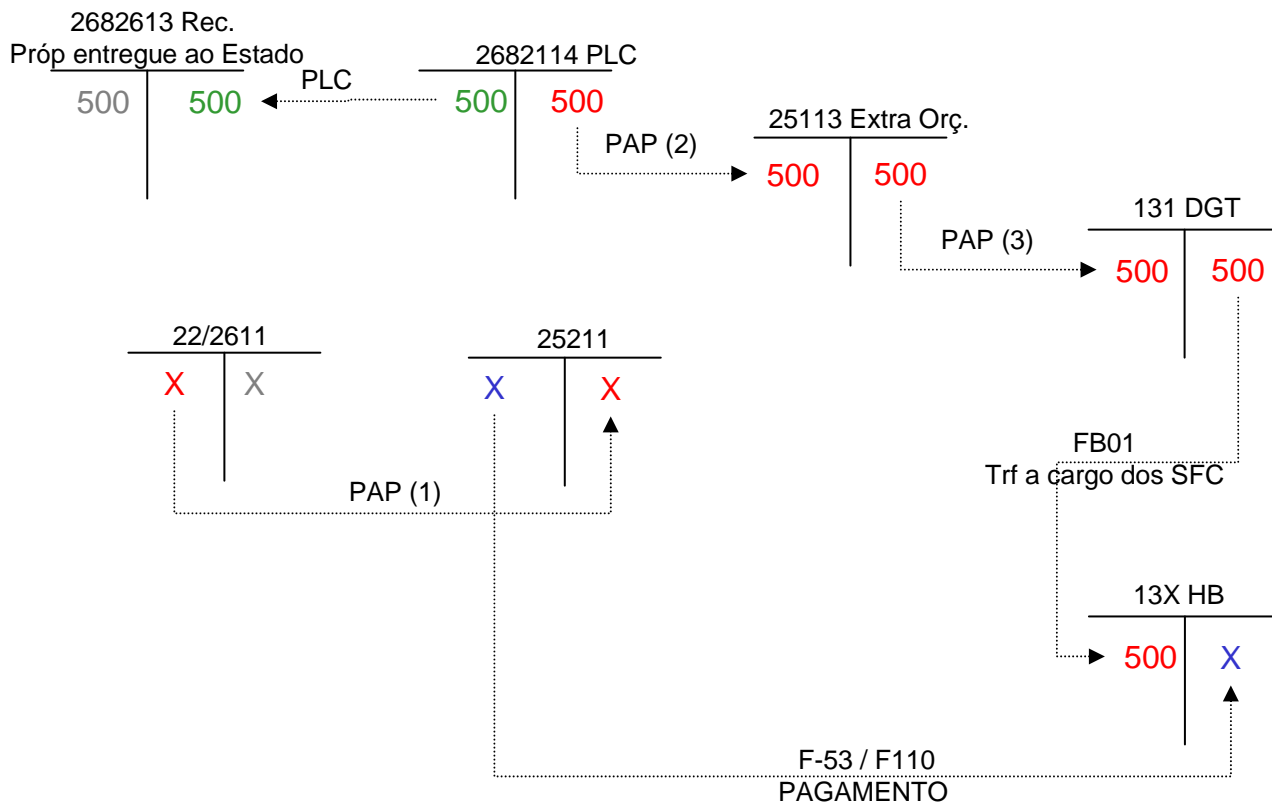 2682613 Rec.
Próp entregue ao Estado
2682114 PLC
PLC
500 500
500 500
25113 Extra Orç.
PAP (2)
500 500
131 DGT
PAP (3)
500 500
22/2611
25211
X X
X X
FB01
Trf a cargo dos SFC
PAP (1)
13X HB
500 X
F-53 / F110
PAGAMENTO